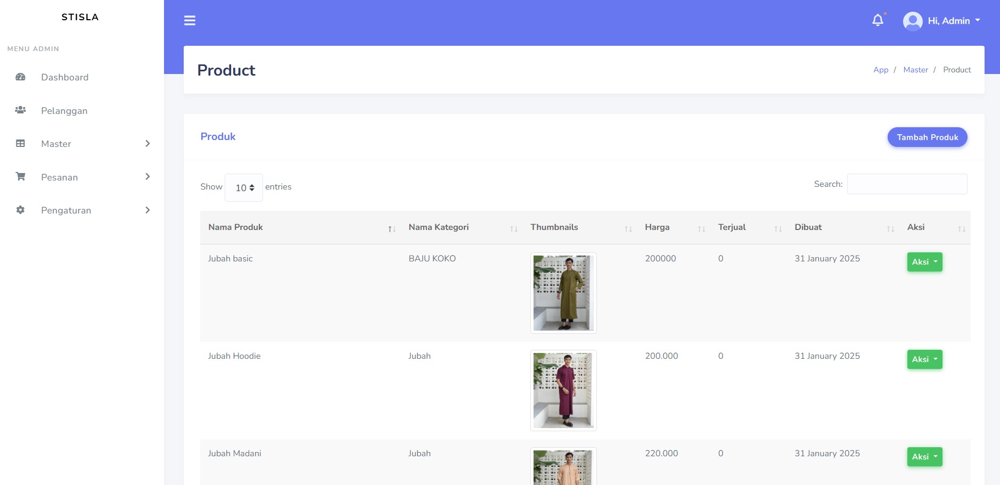 STISLA
Hi, Admin
MENU ADMIN
Dashboard
Pelanggan
Master
Pesanan
Pengaturan
Product
App / Master / Product
Produk
Tambah Produk
Show 10 entries
Search:
Nama Produk Nama Kategori Thumbnails Harga Terjual Dibuat Aksi
Jubah basic BAJU KOKO 200000 0 31 January 2025 Aksi
Jubah Hoodie Jubah 200.000 0 31 January 2025 Aksi
Jubah Madani Jubah 220.000 0 31 January 2025 Aksi